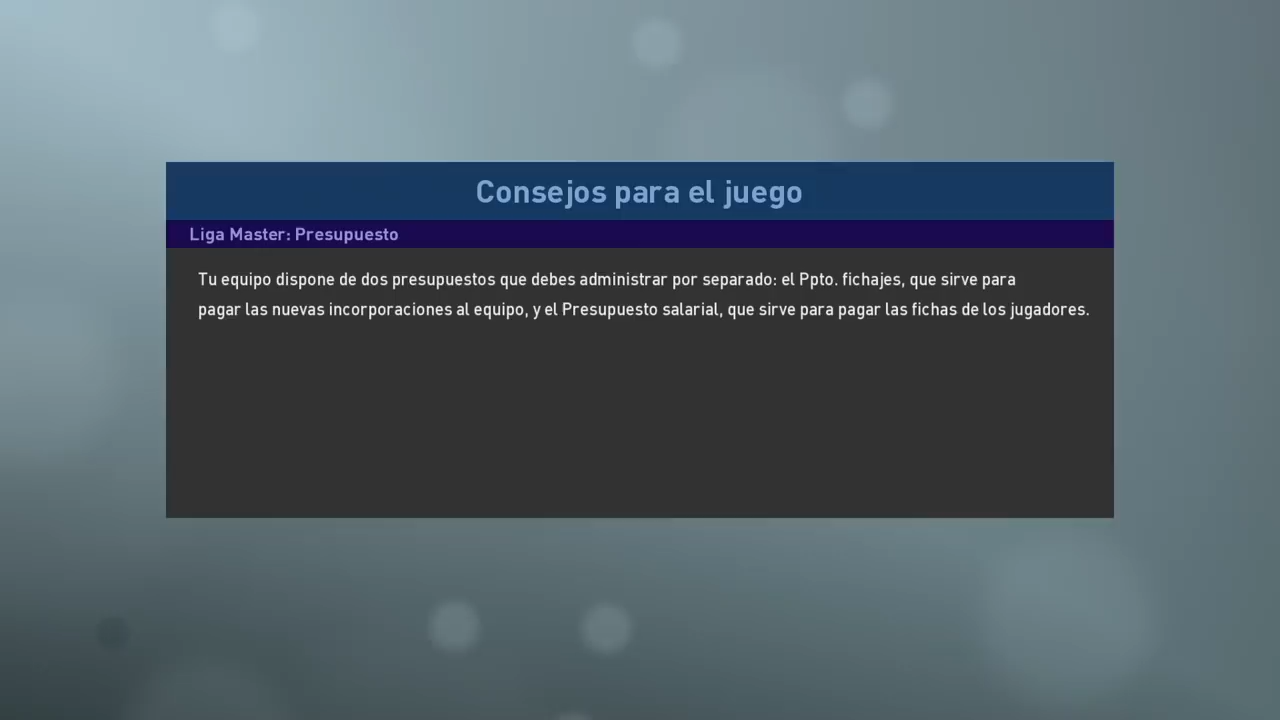 Consejos para el juego
Liga Master: Presupuesto
Tu equipo dispone de dos presupuestos que debes administrar por separado: el Ppto. fichajes, que sirve para
pagar las nuevas incorporaciones al equipo, y el Presupuesto salarial, que sirve para pagar las fichas de los jugadores.